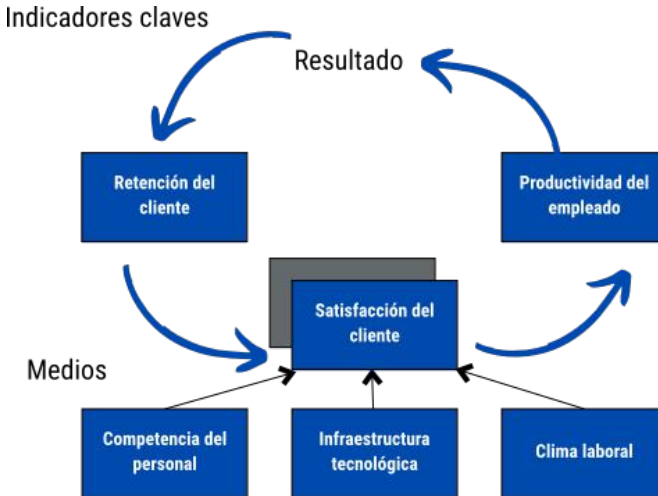 Indicadores claves
Resultado
Retención del
cliente
Productividad del
empleado
Satisfacción del
cliente
Medios
Competencia del
personal
Infraestructura
tecnológica
Clima laboral